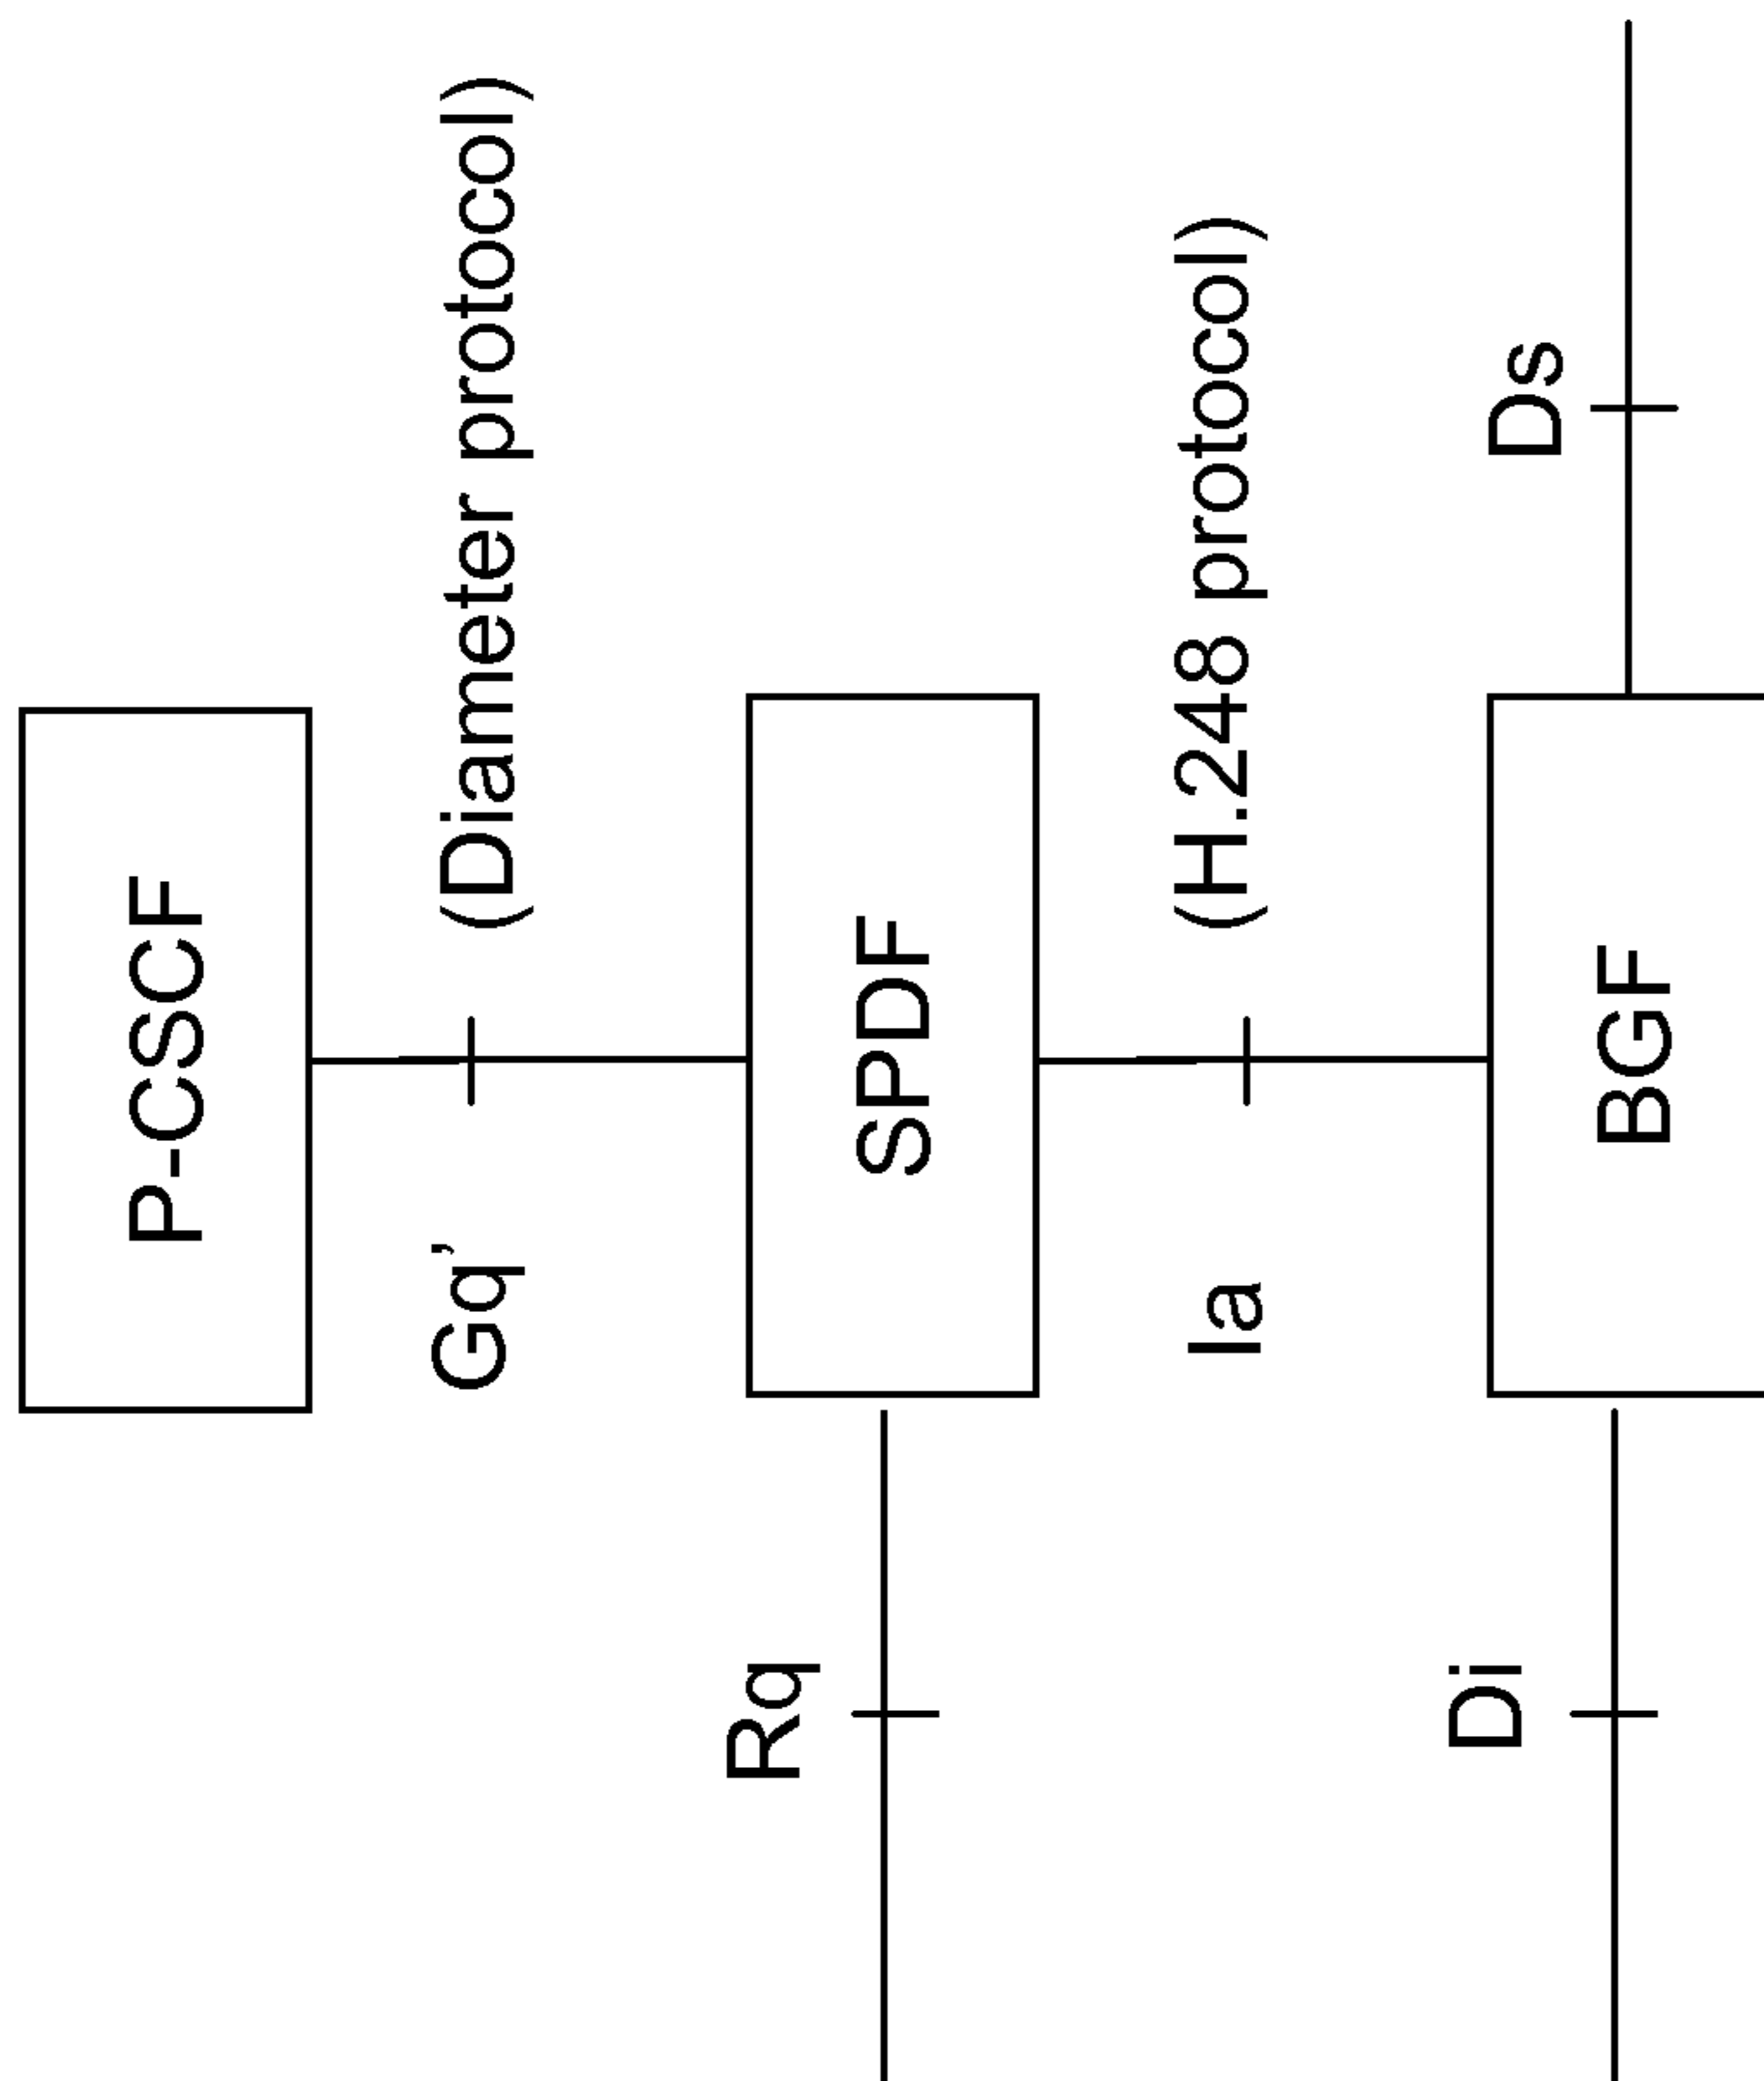 P-CSCF
Gq’ (Diameter protocol)
Rq
SPDF
Ia (H.248 protocol)
Di
Ds
BGF